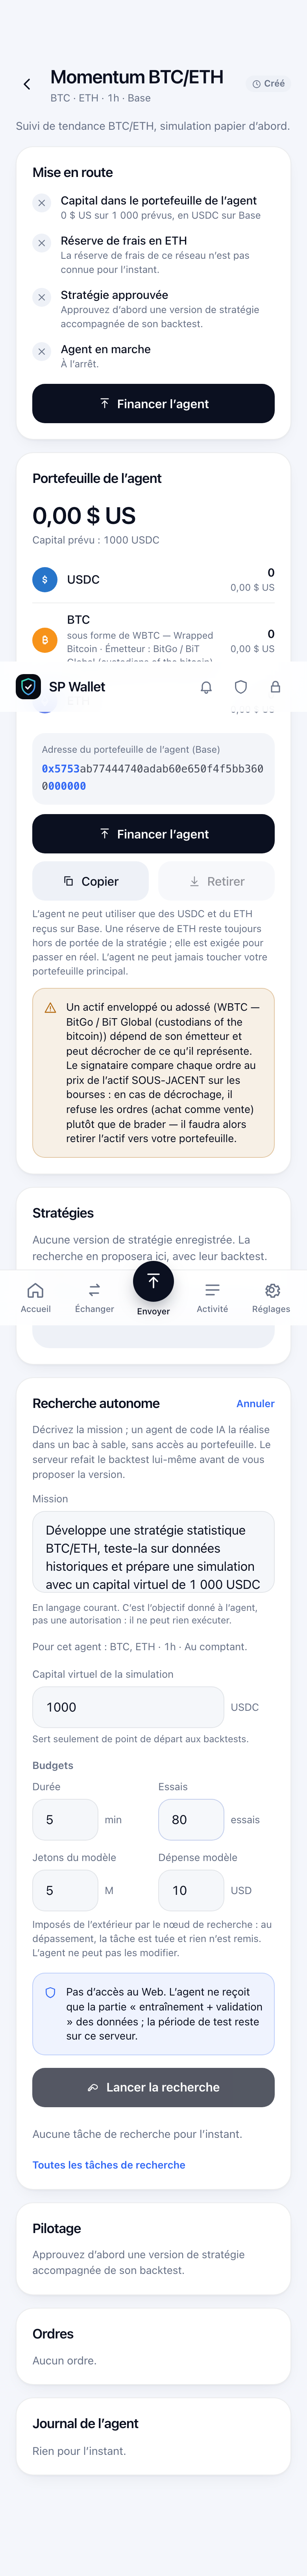 Momentum BTC/ETH
BTC · ETH · 1h · Base
Créé
Suivi de tendance BTC/ETH, simulation papier d’abord.
Mise en route
Capital dans le portefeuille de l’agent
0 $ US sur 1 000 prévus, en USDC sur Base
Réserve de frais en ETH
La réserve de frais de ce réseau n’est pas
connue pour l’instant.
Stratégie approuvée
Approuvez d’abord une version de stratégie
accompagnée de son backtest.
Agent en marche
À l’arrêt.
Financer l’agent
Portefeuille de l’agent
0,00 $ US
Capital prévu : 1000 USDC
USDC
0
0,00 $ US
BTC
sous forme de WBTC — Wrapped
Bitcoin · Émetteur : BitGo / BiT
Global (custodians of the bitcoin)
0
0,00 $ US
SP Wallet
Adresse du portefeuille de l’agent (Base)
0x5753ab77444740adab60e650f4f5bb360
0000000
Financer l’agent
Copier
Retirer
L’agent ne peut utiliser que des USDC et du ETH
reçus sur Base. Une réserve de ETH reste toujours
hors de portée de la stratégie ; elle est exigée pour
passer en réel. L’agent ne peut jamais toucher votre
portefeuille principal.
Un actif enveloppé ou adossé (WBTC —
BitGo / BiT Global (custodians of the
bitcoin)) dépend de son émetteur et
peut décrocher de ce qu’il représente.
Le signataire compare chaque ordre au
prix de l’actif SOUS-JACENT sur les
bourses : en cas de décrochage, il
refuse les ordres (achat comme vente)
plutôt que de brader — il faudra alors
retirer l’actif vers votre portefeuille.
Stratégies
Aucune version de stratégie enregistrée. La
recherche en proposera ici, avec leur backtest.
Accueil
Échanger
Envoyer
Activité
Réglages
Recherche autonome
Annuler
Décrivez la mission ; un agent de code IA la réalise
dans un bac à sable, sans accès au portefeuille. Le
serveur refait le backtest lui-même avant de vous
proposer la version.
Mission
Développe une stratégie statistique
BTC/ETH, teste-la sur données
historiques et prépare une simulation
avec un capital virtuel de 1 000 USDC
En langage courant. C’est l’objectif donné à l’agent,
pas une autorisation : il ne peut rien exécuter.
Pour cet agent : BTC, ETH · 1h · Au comptant.
Capital virtuel de la simulation
1000
USDC
Sert seulement de point de départ aux backtests.
Budgets
Durée
Essais
5
min
80
essais
Jetons du modèle
Dépense modèle
5
M
10
USD
Imposés de l’extérieur par le nœud de recherche : au
dépassement, la tâche est tuée et rien n’est remis.
L’agent ne peut pas les modifier.
Pas d’accès au Web. L’agent ne reçoit
que la partie « entraînement + validation
» des données ; la période de test reste
sur ce serveur.
Lancer la recherche
Aucune tâche de recherche pour l’instant.
Toutes les tâches de recherche
Pilotage
Approuvez d’abord une version de stratégie
accompagnée de son backtest.
Ordres
Aucun ordre.
Journal de l’agent
Rien pour l’instant.